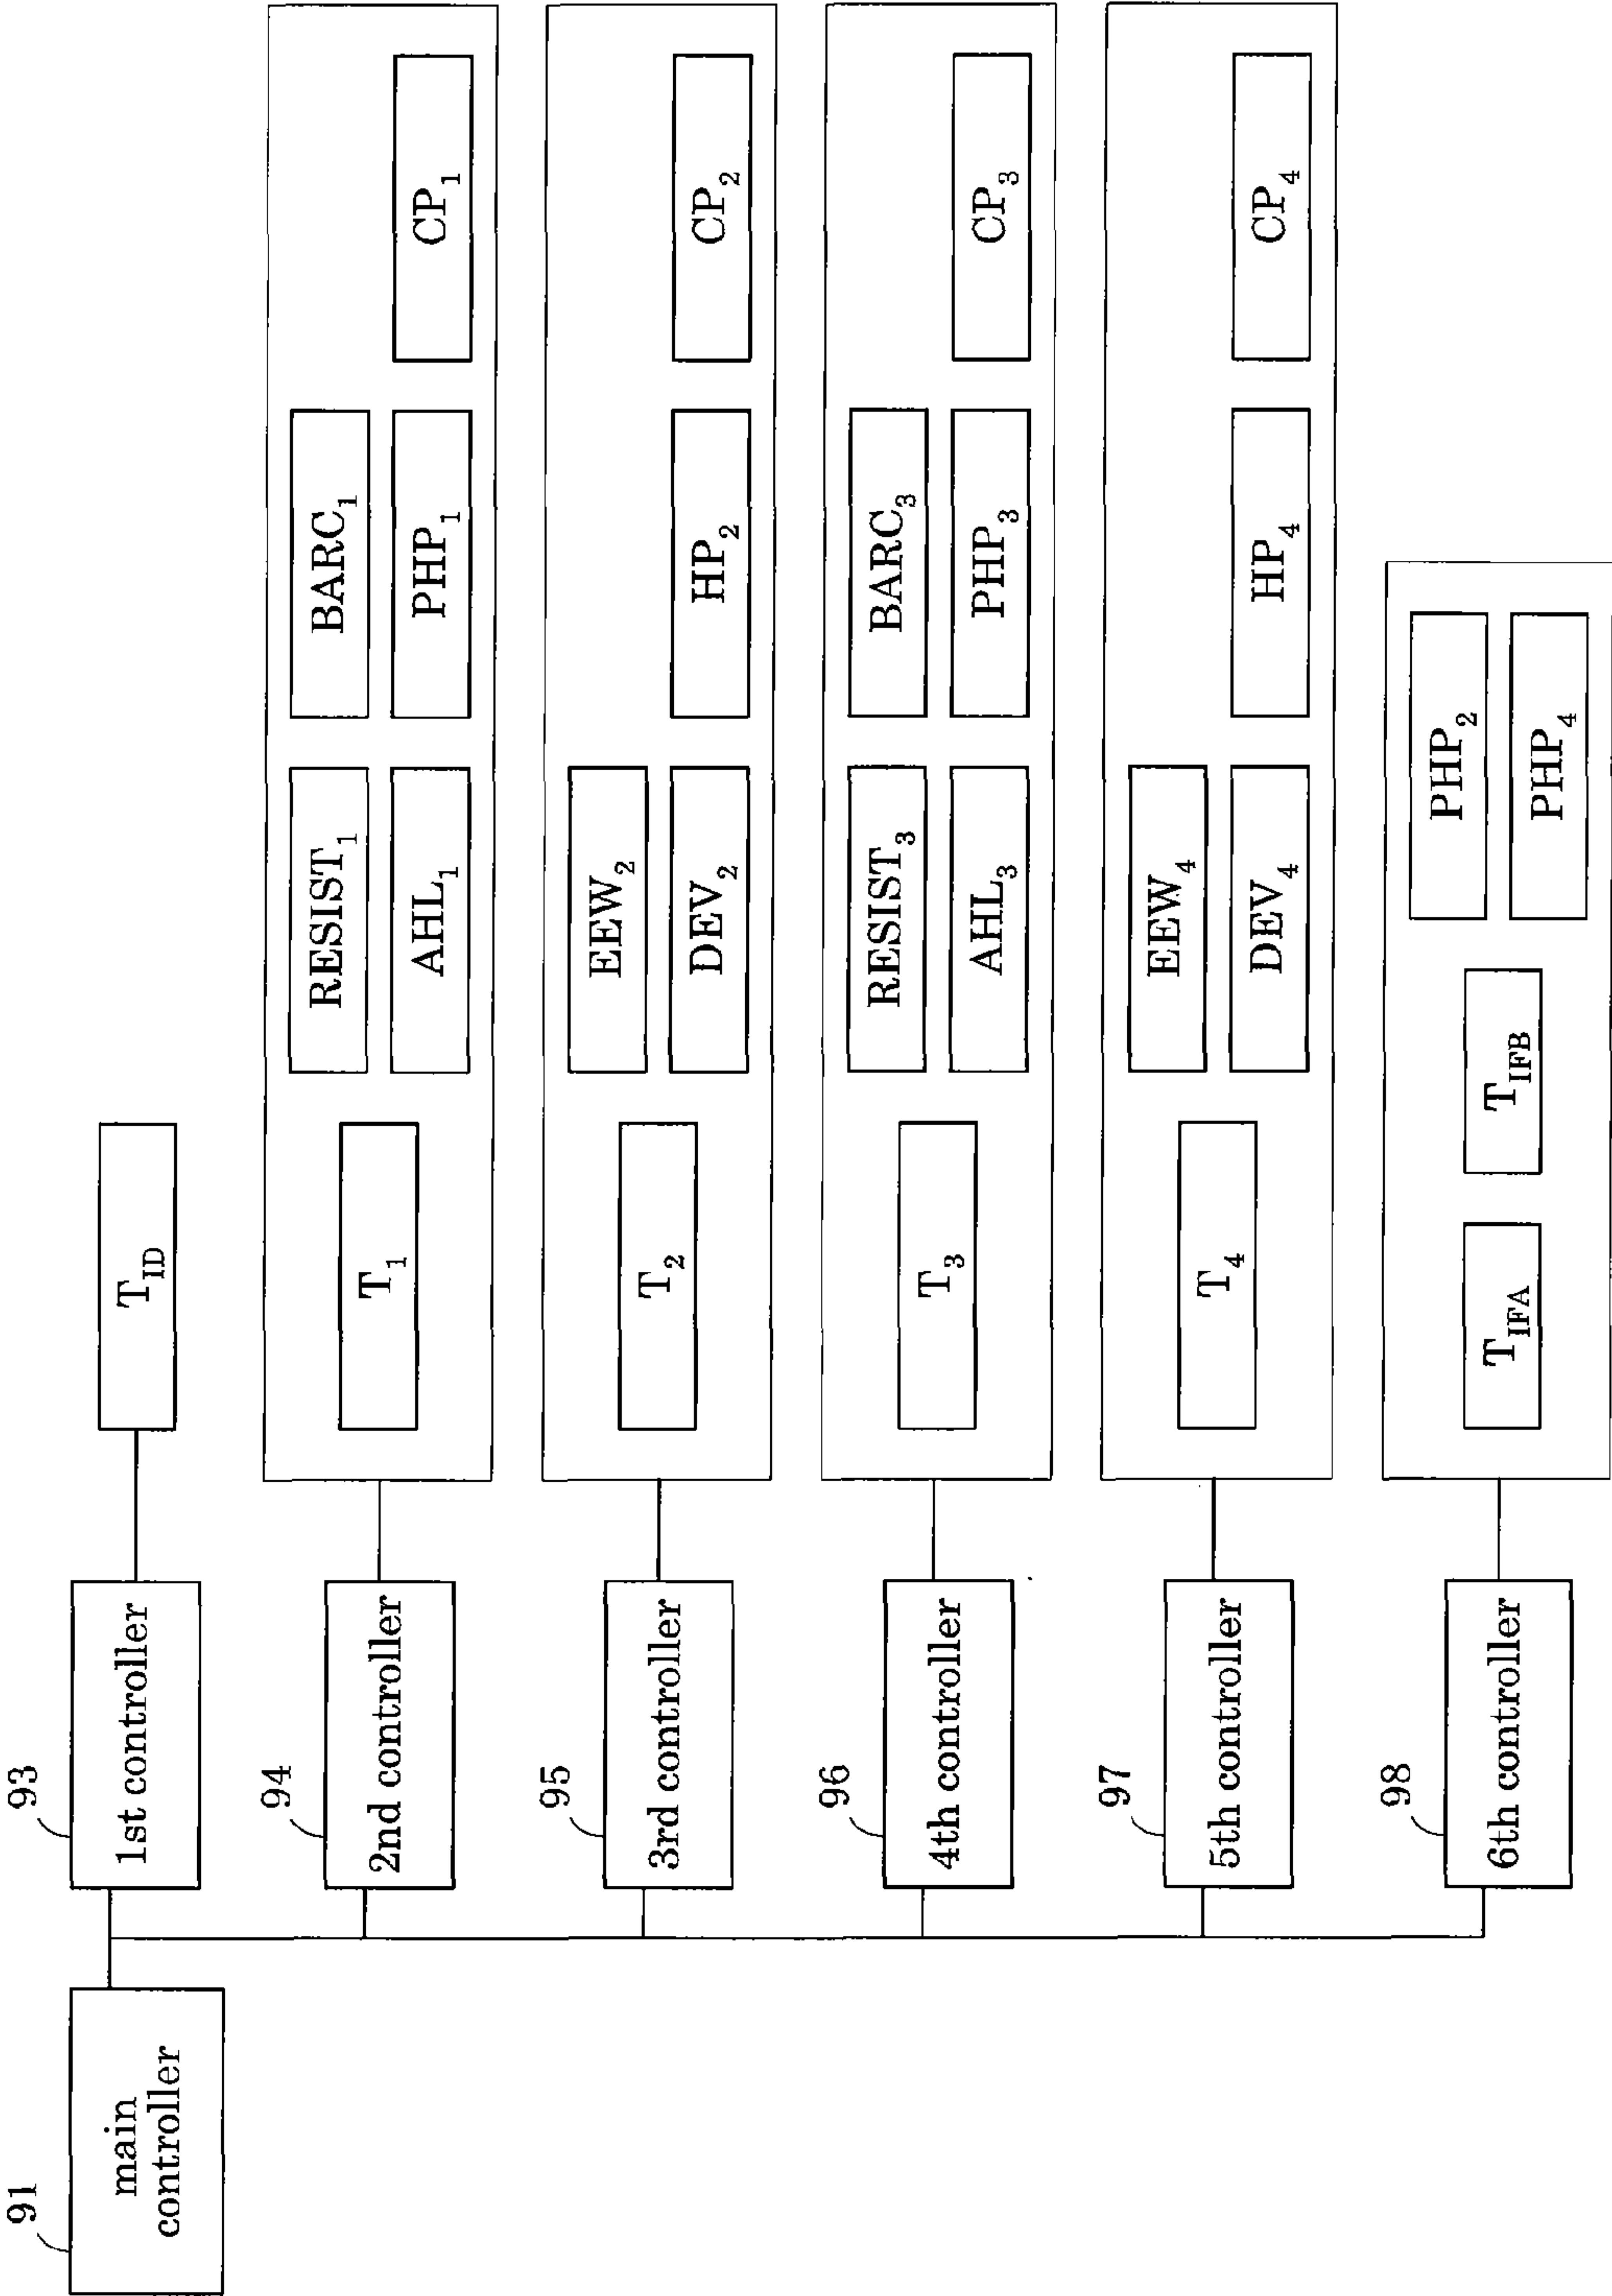 91
main
controller
93
1st controller
T_ID
94
2nd controller
T_1
RESIST_1
BARC_1
AHL_1
PHP_1
CP_1
95
3rd controller
T_2
EEW_2
DEV_2
HP_2
CP_2
96
4th controller
T_3
RESIST_3
BARC_3
AHL_3
PHP_3
CP_3
97
5th controller
T_4
EEW_4
DEV_4
HP_4
CP_4
98
6th controller
T_IFA
T_IFB
PHP_2
PHP_4